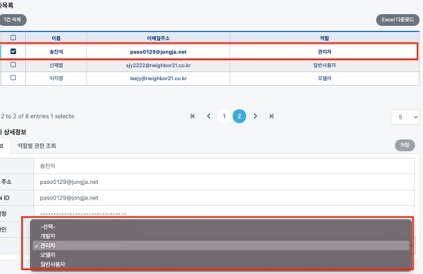 목록
1건 삭제
Excel 다운로드
이름 이메일주소 역할
송진석 paso0129@jongja.net 관리자
신재영 sjy2222@neighbor21.co.kr 일반사용자
이지영 leejy@neighbor21.co.kr 모델러
2 to 2 of 8 entries 1 selecte
1 2
5
상세정보
역할별 권한 조회
저장
송진석
주소 paso0129@jongja.net
ID paso0129@jongja.net
-선택-
개발자
✓ 관리자
모델러
일반사용자